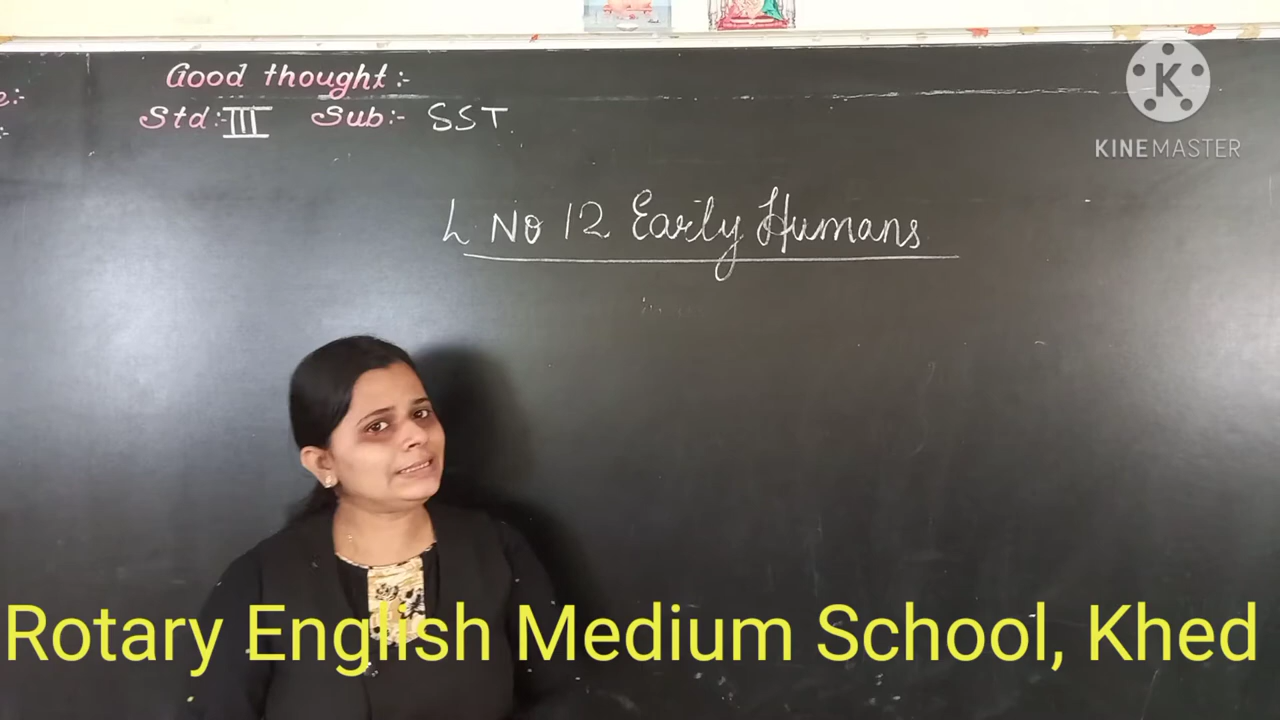 Good thought:-
Std:- III Sub:- SST
L No 12 Early Humans
K
KINEMASTER
Rotary English Medium School, Khed